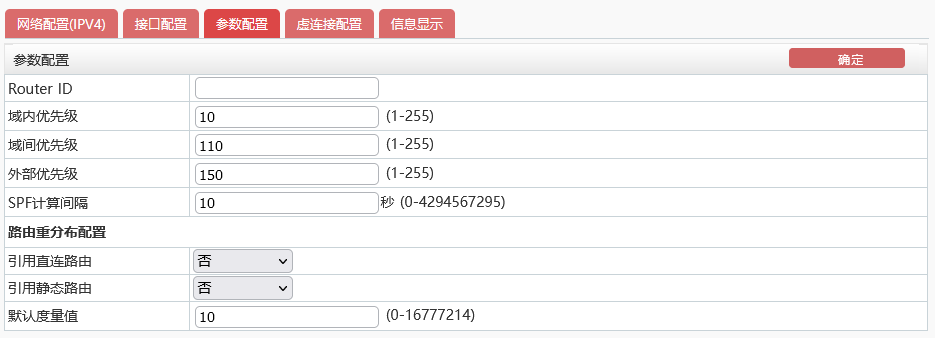 网络配置(IPV4) 接口配置 参数配置 虚连接配置 信息显示
参数配置 确定
Router ID
域内优先级 10 (1-255)
域间优先级 110 (1-255)
外部优先级 150 (1-255)
SPF计算间隔 10 秒 (0-4294567295)
路由重分布配置
引用直连路由 否
引用静态路由 否
默认度量值 10 (0-16777214)